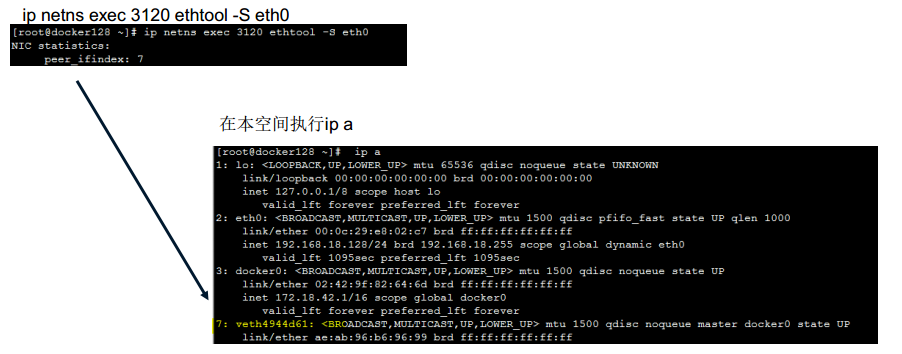 ip netns exec 3120 ethtool -S eth0
[root@docker128 ~]# ip netns exec 3120 ethtool -S eth0
NIC statistics:
peer_ifindex: 7
在本空间执行ip a
[root@docker128 ~]# ip a
1: lo: <LOOPBACK,UP,LOWER_UP> mtu 65536 qdisc noqueue state UNKNOWN
link/loopback 00:00:00:00:00:00 brd 00:00:00:00:00:00
inet 127.0.0.1/8 scope host lo
valid_lft forever preferred_lft forever
2: eth0: <BROADCAST,MULTICAST,UP,LOWER_UP> mtu 1500 qdisc pfifo_fast state UP qlen 1000
link/ether 00:0c:29:e8:02:c7 brd ff:ff:ff:ff:ff:ff
inet 192.168.18.128/24 brd 192.168.18.255 scope global dynamic eth0
valid_lft 1095sec preferred_lft 1095sec
3: docker0: <BROADCAST,MULTICAST,UP,LOWER_UP> mtu 1500 qdisc noqueue state UP
link/ether 02:42:9f:82:64:6d brd ff:ff:ff:ff:ff:ff
inet 172.18.42.1/16 scope global docker0
valid_lft forever preferred_lft forever
7: veth4944d61: <BROADCAST,MULTICAST,UP,LOWER_UP> mtu 1500 qdisc noqueue master docker0 state UP
link/ether ae:ab:96:b6:96:99 brd ff:ff:ff:ff:ff:ff